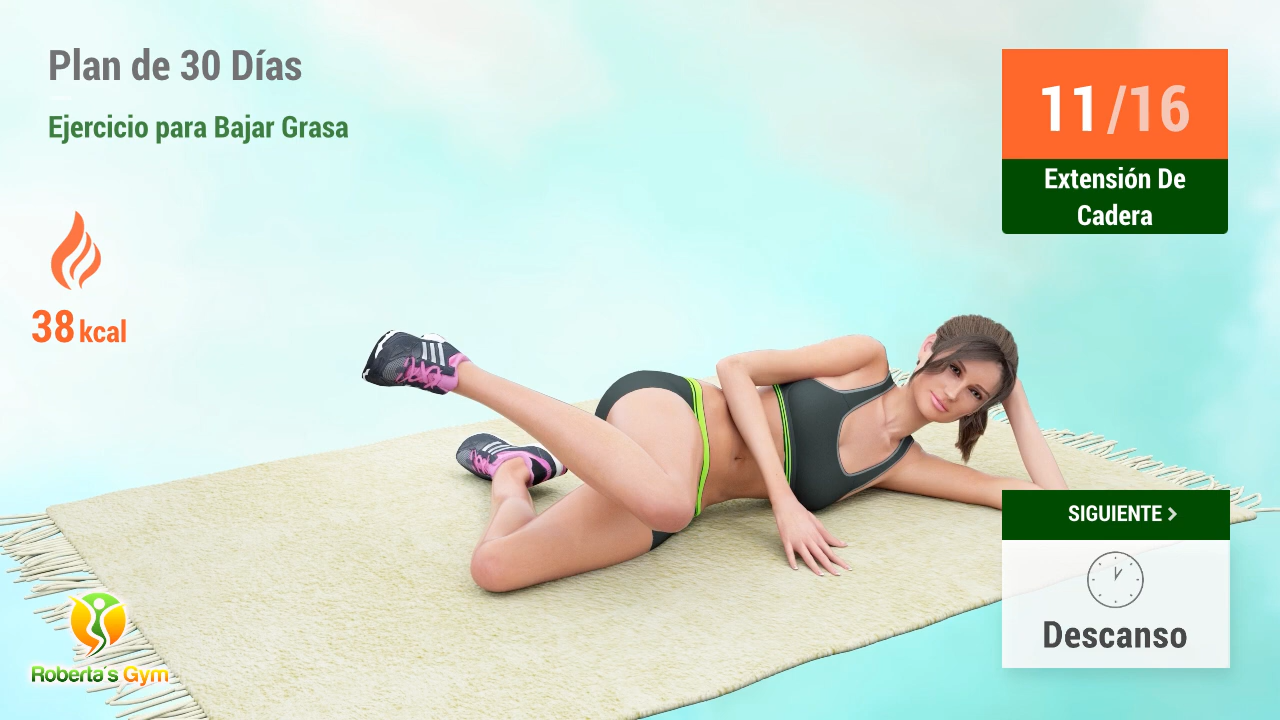 Plan de 30 Días
Ejercicio para Bajar Grasa
11/16
Extensión De
Cadera
38 kcal
SIGUIENTE >
Descanso
Roberta´s Gym